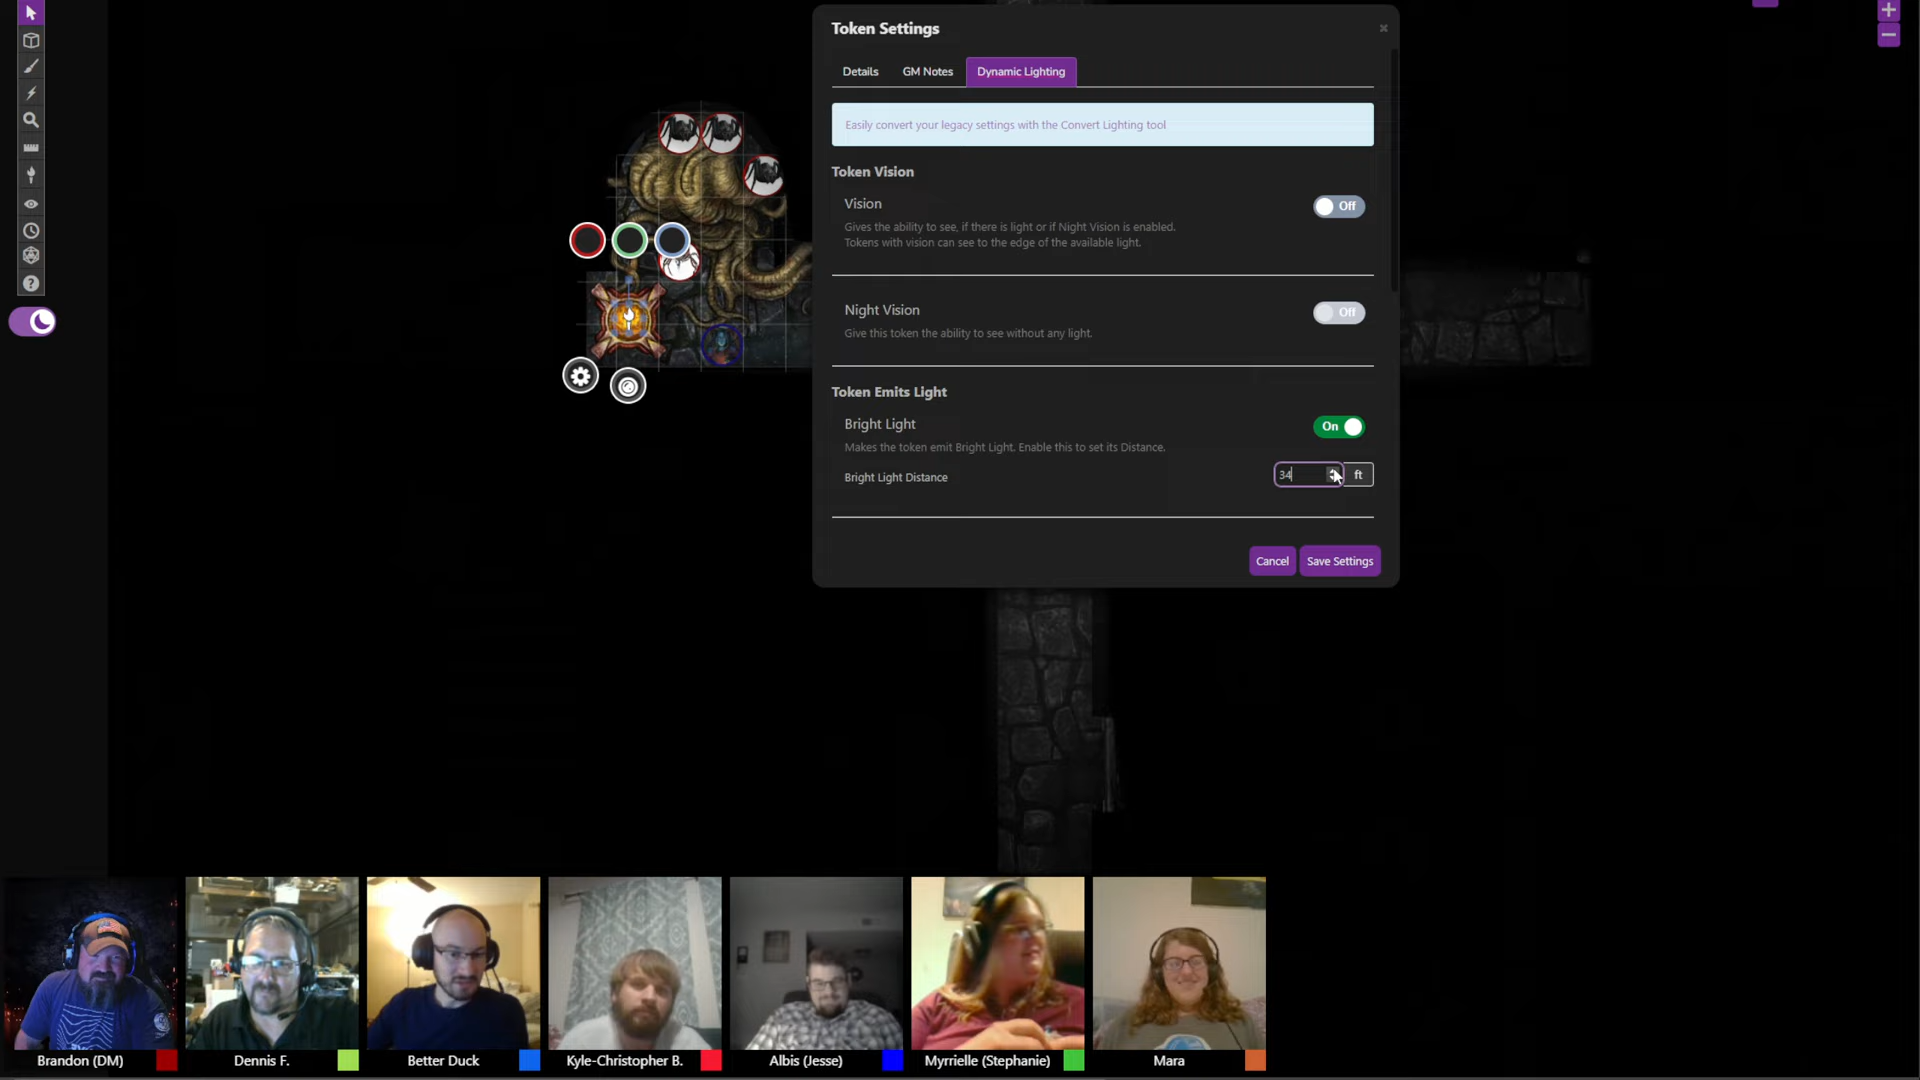 Token Settings
×
Details GM Notes Dynamic Lighting
Easily convert your legacy settings with the Convert Lighting tool
Token Vision
Vision
Off
Gives the ability to see, if there is light or if Night Vision is enabled.
Tokens with vision can see to the edge of the available light.
Night Vision
Off
Give this token the ability to see without any light.
Token Emits Light
Bright Light
On
Makes the token emit Bright Light. Enable this to set its Distance.
Bright Light Distance
34 ft
Cancel Save Settings
Brandon (DM) Dennis F. Better Duck Kyle-Christopher B. Albis (Jesse) Myrrielle (Stephanie) Mara